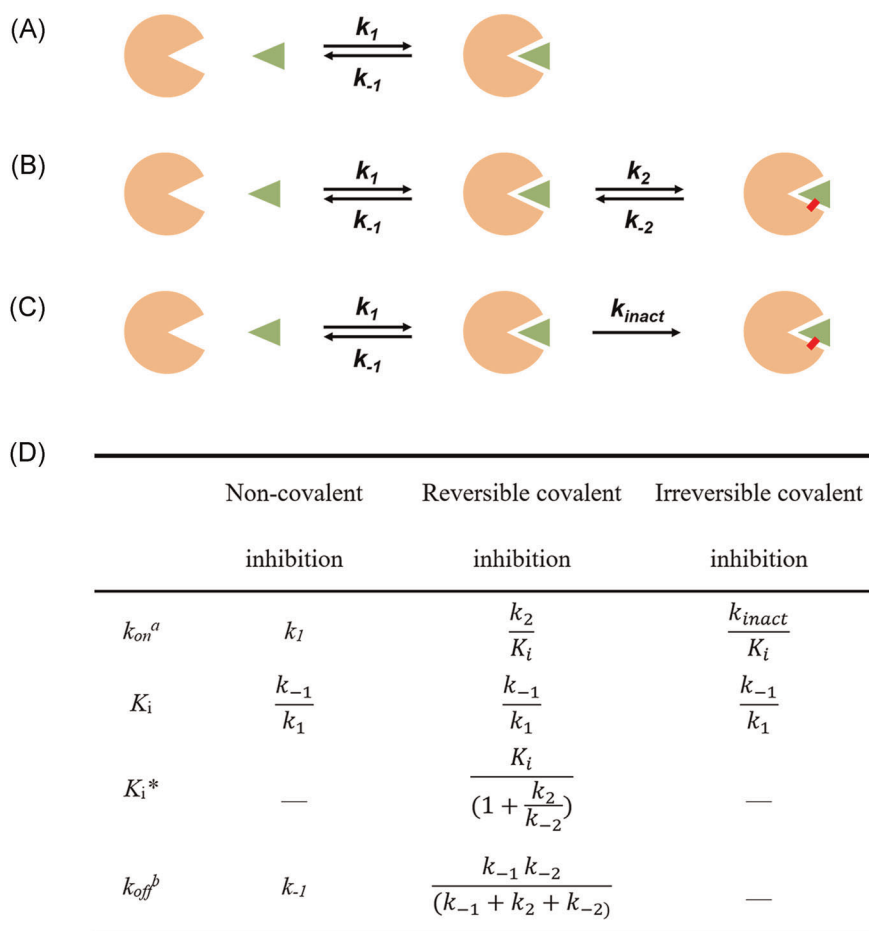 (A) k1
k-1
(B) k1 k2
k-1 k-2
(C) k1 kinact
k-1
(D)
Non-covalent Reversible covalent Irreversible covalent
inhibition inhibition inhibition
kon^a k1 k2/Ki kinact/Ki
Ki k−1/k1 k−1/k1 k−1/k1
Ki* — Ki/(1 + k2/k−2) —
koff^b k-1 k−1 k−2/(k−1 + k2 + k−2) —